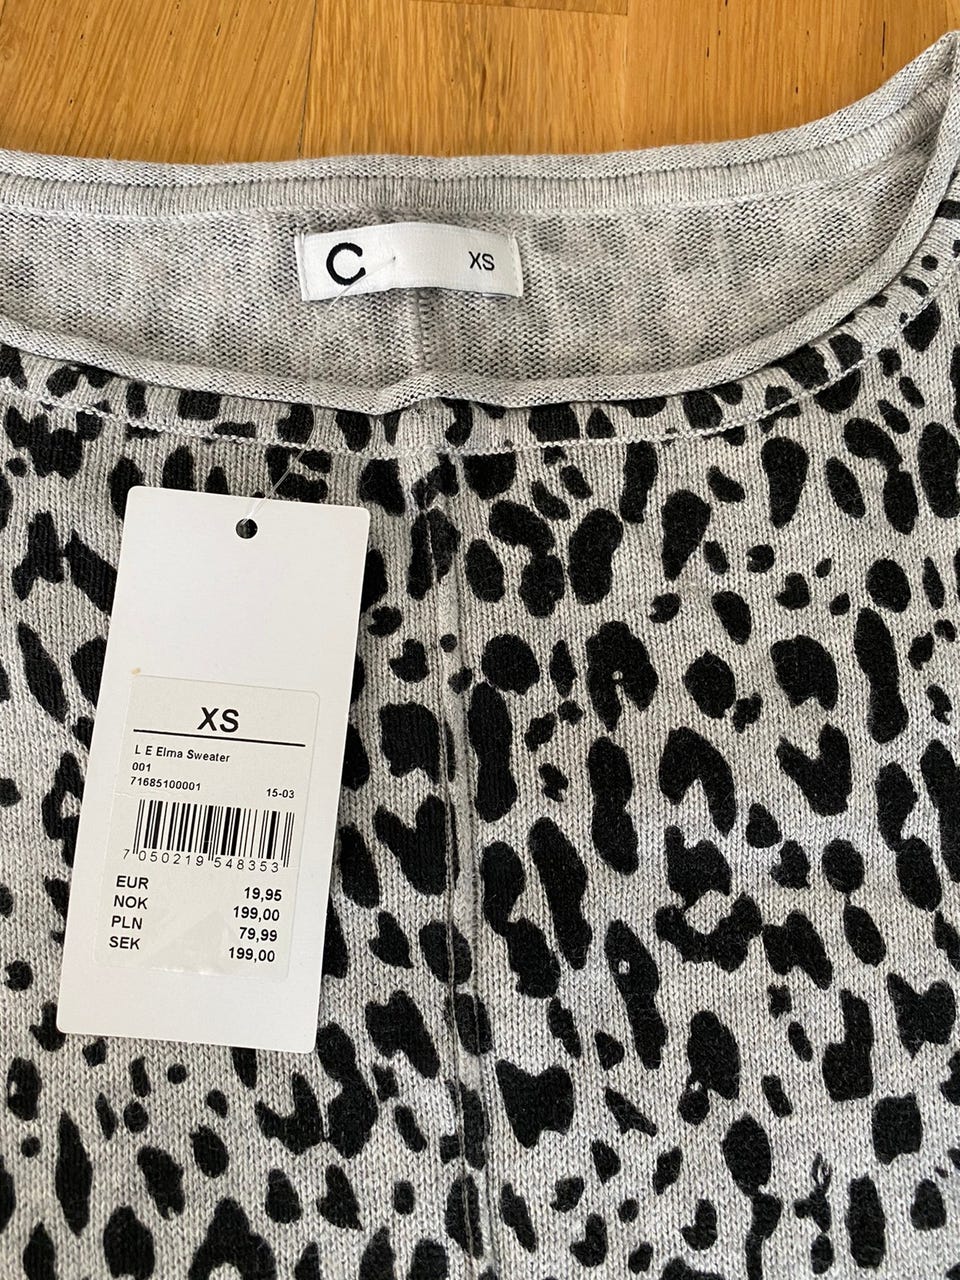 C XS
XS
L E Elma Sweater
001
71685100001 15-03
7 050219 548353
EUR 19,95
NOK 199,00
PLN 79,99
SEK 199,00